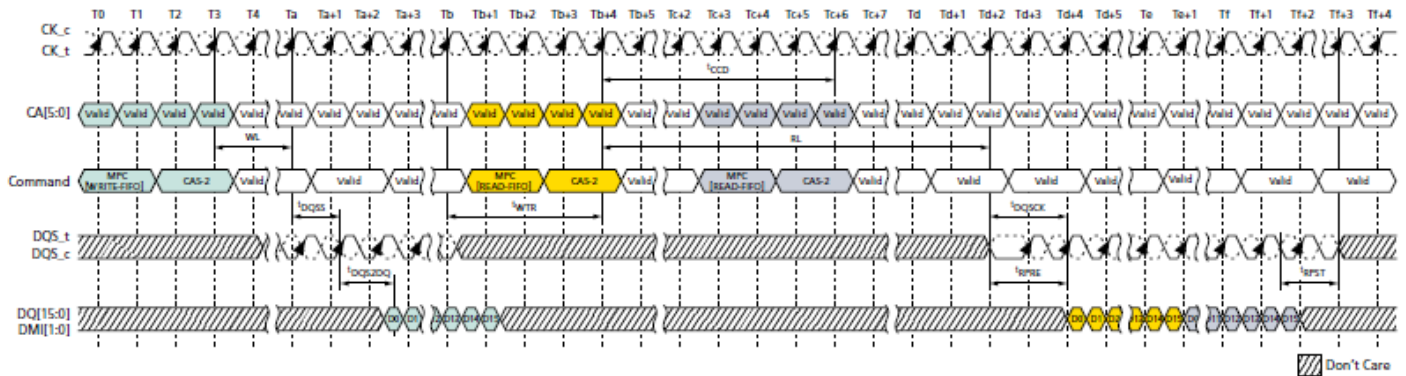 T0 T1 T2 T3 T4 Ta Ta+1 Ta+2 Ta+3 Tb Tb+1 Tb+2 Tb+3 Tb+4 Tb+5 Tc+2 Tc+3 Tc+4 Tc+5 Tc+6 Tc+7 Td Td+1 Td+2 Td+3 Td+4 Td+5 Te Te+1 Tf Tf+1 Tf+2 Tf+3 Tf+4
CK_c
CK_t
tCCD
CA[5:0] Valid Valid Valid Valid Valid Valid Valid Valid Valid Valid Valid Valid Valid Valid Valid Valid Valid Valid Valid Valid Valid Valid Valid Valid Valid Valid Valid Valid Valid Valid Valid Valid Valid Valid
WL RL
Command MPC [WRITE-FIFO] CAS-2 Valid Valid Valid MPC [READ-FIFO] CAS-2 Valid MPC [READ-FIFO] CAS-2 Valid Valid Valid Valid Valid Valid Valid
tDQSS tWTR tDQSCK
DQS_t
DQS_c
tDQS2DQ tRPRE tRPST
DQ[15:0] D0 D1 D13 D14 D15 D0 D1 D2 D13 D14 D15 D0 D12 D13 D14 D15
DMI[1:0]
Don't Care